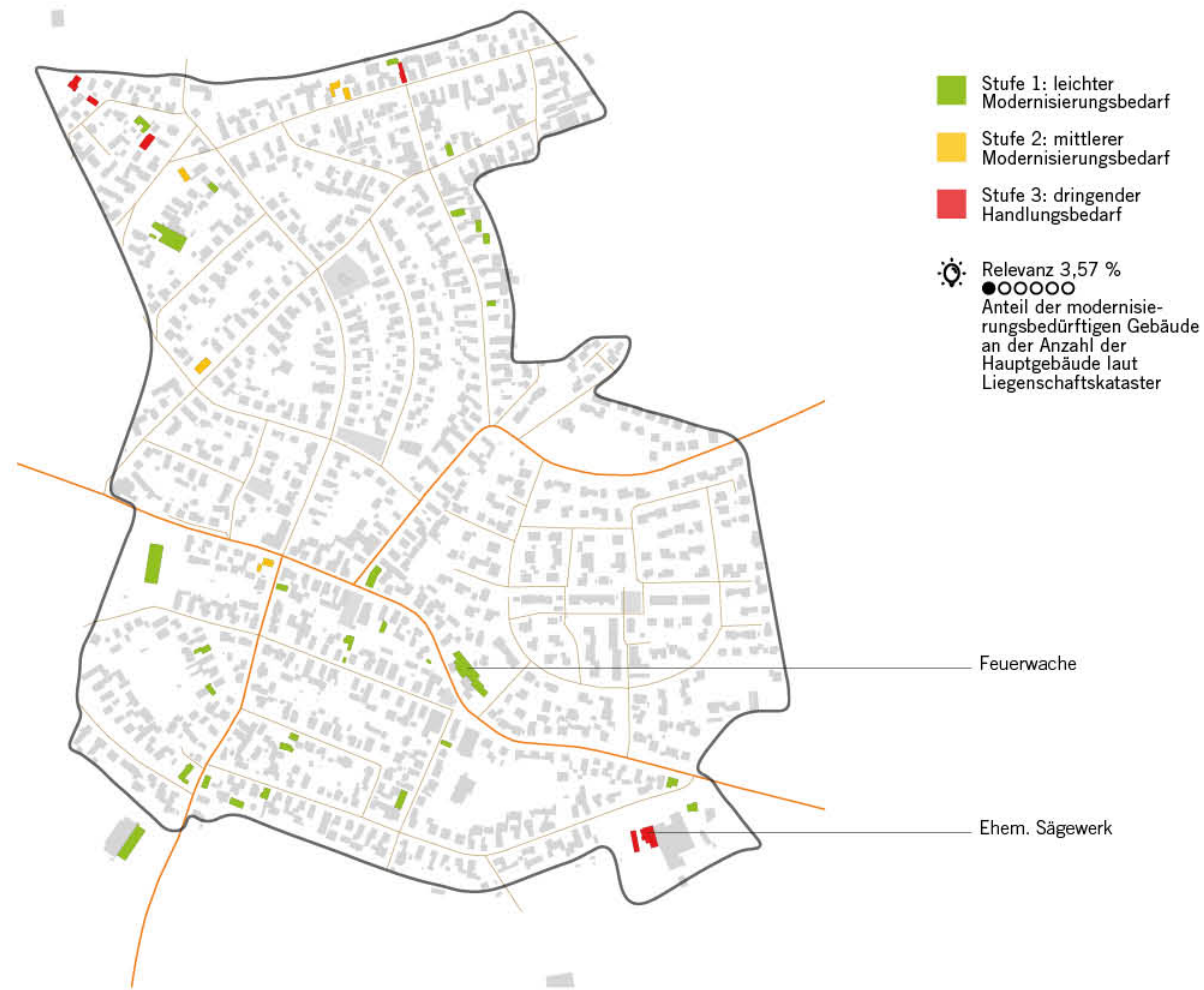 Stufe 1: leichter
Modernisierungsbedarf
Stufe 2: mittlerer
Modernisierungsbedarf
Stufe 3: dringender
Handlungsbedarf
Relevanz 3,57 %
Anteil der modernisie-
rungsbedürftigen Gebäude
an der Anzahl der
Hauptgebäude laut
Liegenschaftskataster
Feuerwache
Ehem. Sägewerk